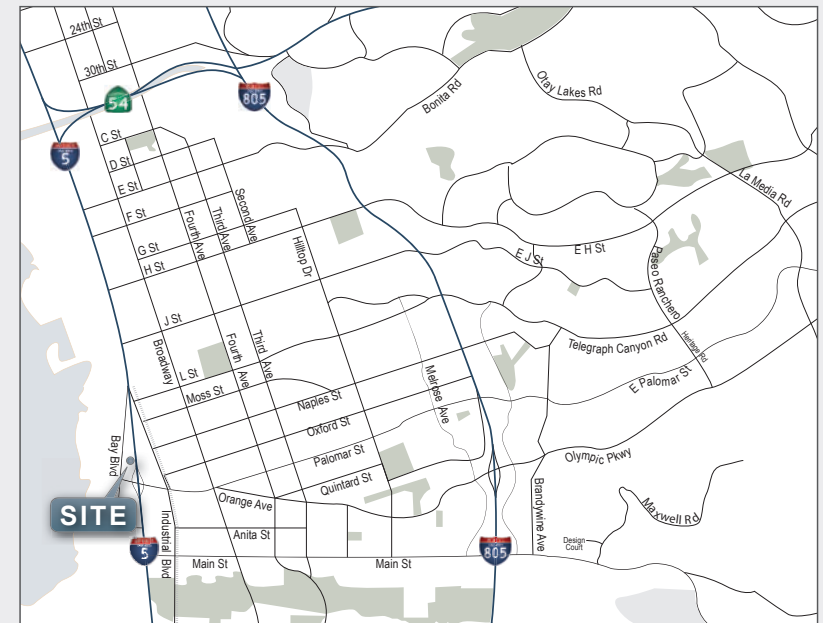 24th St
30th St
54
805
5
C St
D St
E St
F St
G St
H St
J St
L St
Moss St
Fourth Ave
Third Ave
Second Ave
Hilltop Dr
Broadway
Fourth Ave
Third Ave
Bonita Rd
Otay Lakes Rd
La Media Rd
E J St
E H St
Paseo Ranchero
Heritage Rd
Telegraph Canyon Rd
E Palomar St
Melrose Ave
Naples St
Oxford St
Palomar St
Quintard St
Orange Ave
Anita St
Main St
Main St
Bay Blvd
SITE
5
Industrial Blvd
805
Brandywine Ave
Olympic Pkwy
Maxwell Rd
Design
Court